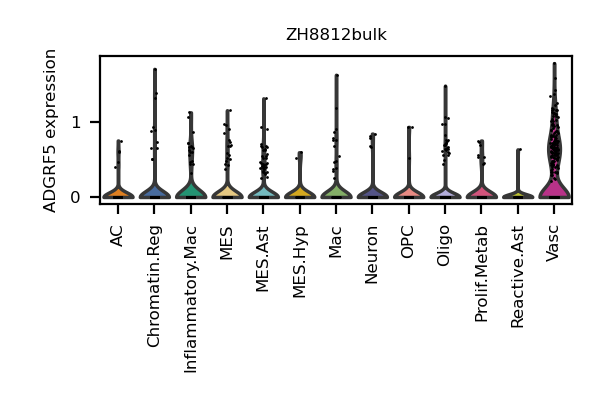 ZH8812bulk
ADGRF5 expression
1
0
AC
Chromatin.Reg
Inflammatory.Mac
MES
MES.Ast
MES.Hyp
Mac
Neuron
OPC
Oligo
Prolif.Metab
Reactive.Ast
Vasc